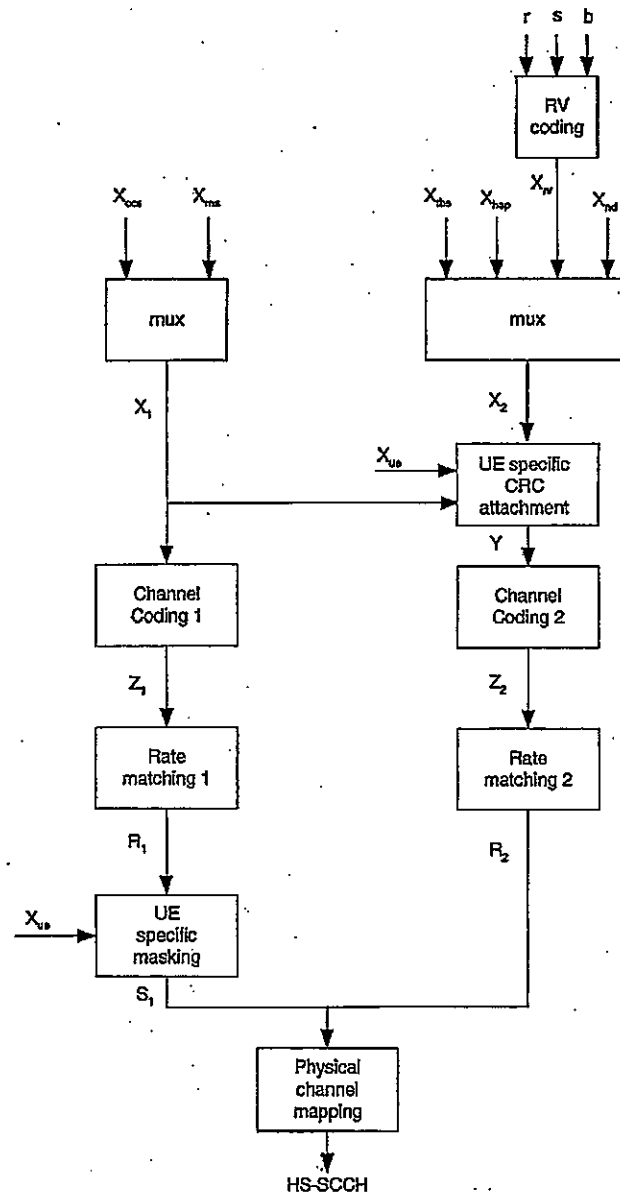 r s b
RV
coding
X_ccs X_ms
X_tbs X_hap X_rv X_nd
mux
mux
X_1
X_2
X_ue
UE specific
CRC
attachment
Y
Channel
Coding 1
Channel
Coding 2
Z_1
Z_2
Rate
matching 1
Rate
matching 2
R_1
R_2
X_ue
UE
specific
masking
S_1
Physical
channel
mapping
HS-SCCH